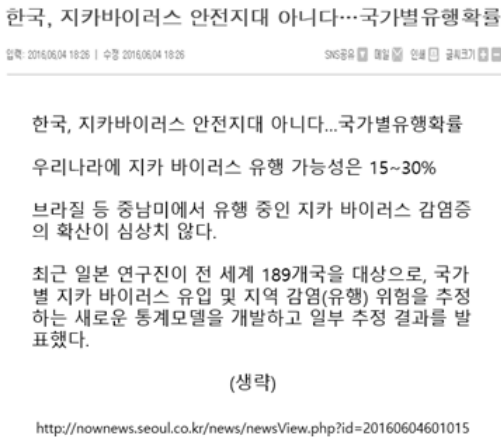 한국, 지카바이러스 안전지대 아니다…국가별유행확률
입력: 2016.06.04 18:26 | 수정 2016.06.04 18:26 SNS공유 메일 인쇄 글씨크기
한국, 지카바이러스 안전지대 아니다...국가별유행확률
우리나라에 지카 바이러스 유행 가능성은 15~30%
브라질 등 중남미에서 유행 중인 지카 바이러스 감염증
의 확산이 심상치 않다.
최근 일본 연구진이 전 세계 189개국을 대상으로, 국가
별 지카 바이러스 유입 및 지역 감염(유행) 위험을 추정
하는 새로운 통계모델을 개발하고 일부 추정 결과를 발
표했다.
(생략)
http://nownews.seoul.co.kr/news/newsView.php?id=20160604601015